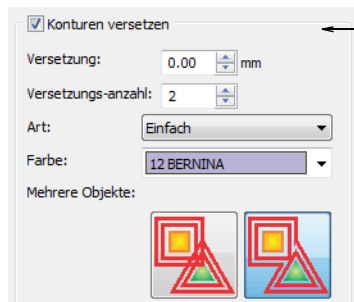 Konturen versetzen
Versetzung: 0.00 mm
Versetzungs-anzahl: 2
Art: Einfach
Farbe: 12 BERNINA
Mehrere Objekte: